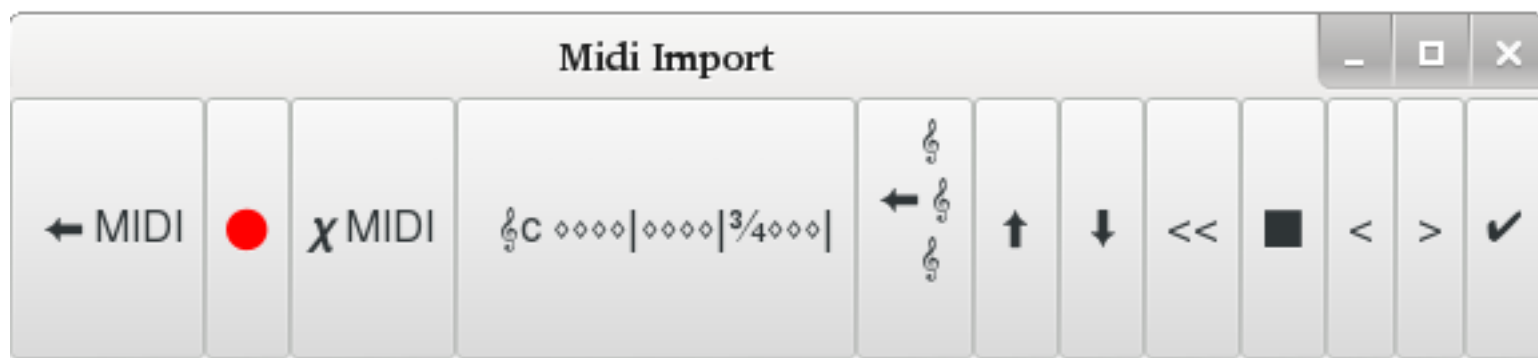 Midi Import
← MIDI ● χ MIDI 𝄞c ⋄⋄⋄⋄|⋄⋄⋄⋄|¾⋄⋄⋄| 𝄞 ← 𝄞 𝄞 ↑ ↓ << ■ < > ✔